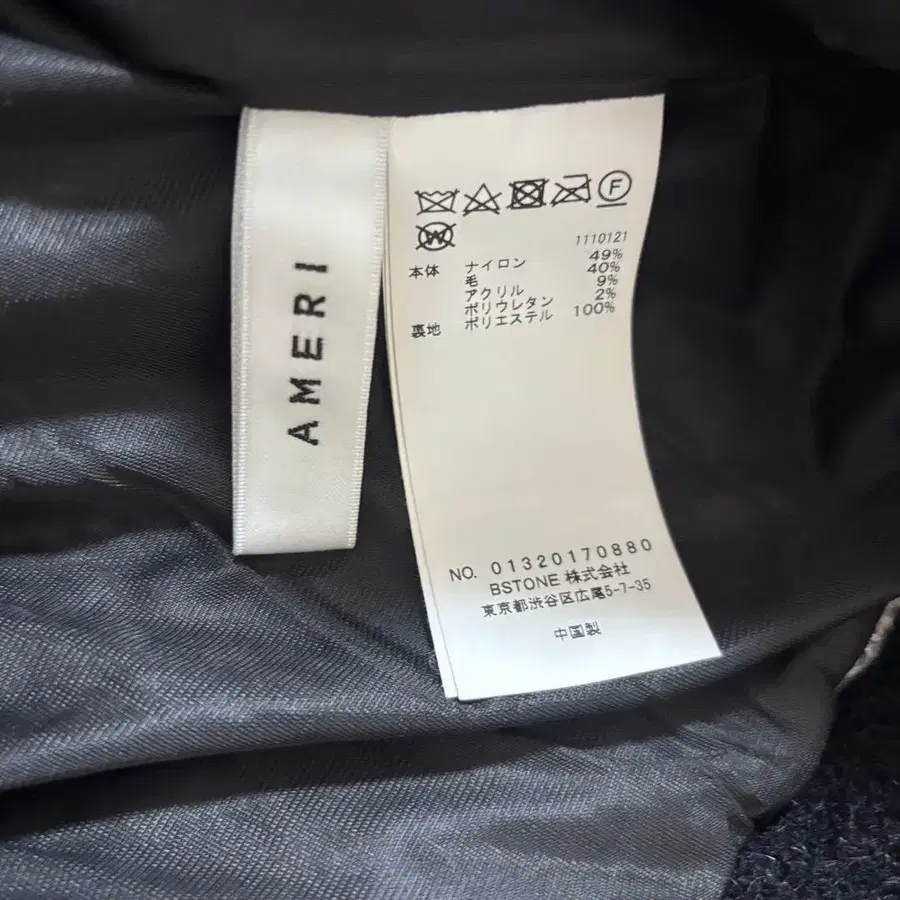 AMERI
F
W
1110121
本体 ナイロン 49%
毛 40%
アクリル 9%
ポリウレタン 2%
裏地 ポリエステル 100%
NO. 01320170880
BSTONE 株式会社
東京都渋谷区広尾5-7-35
中国製